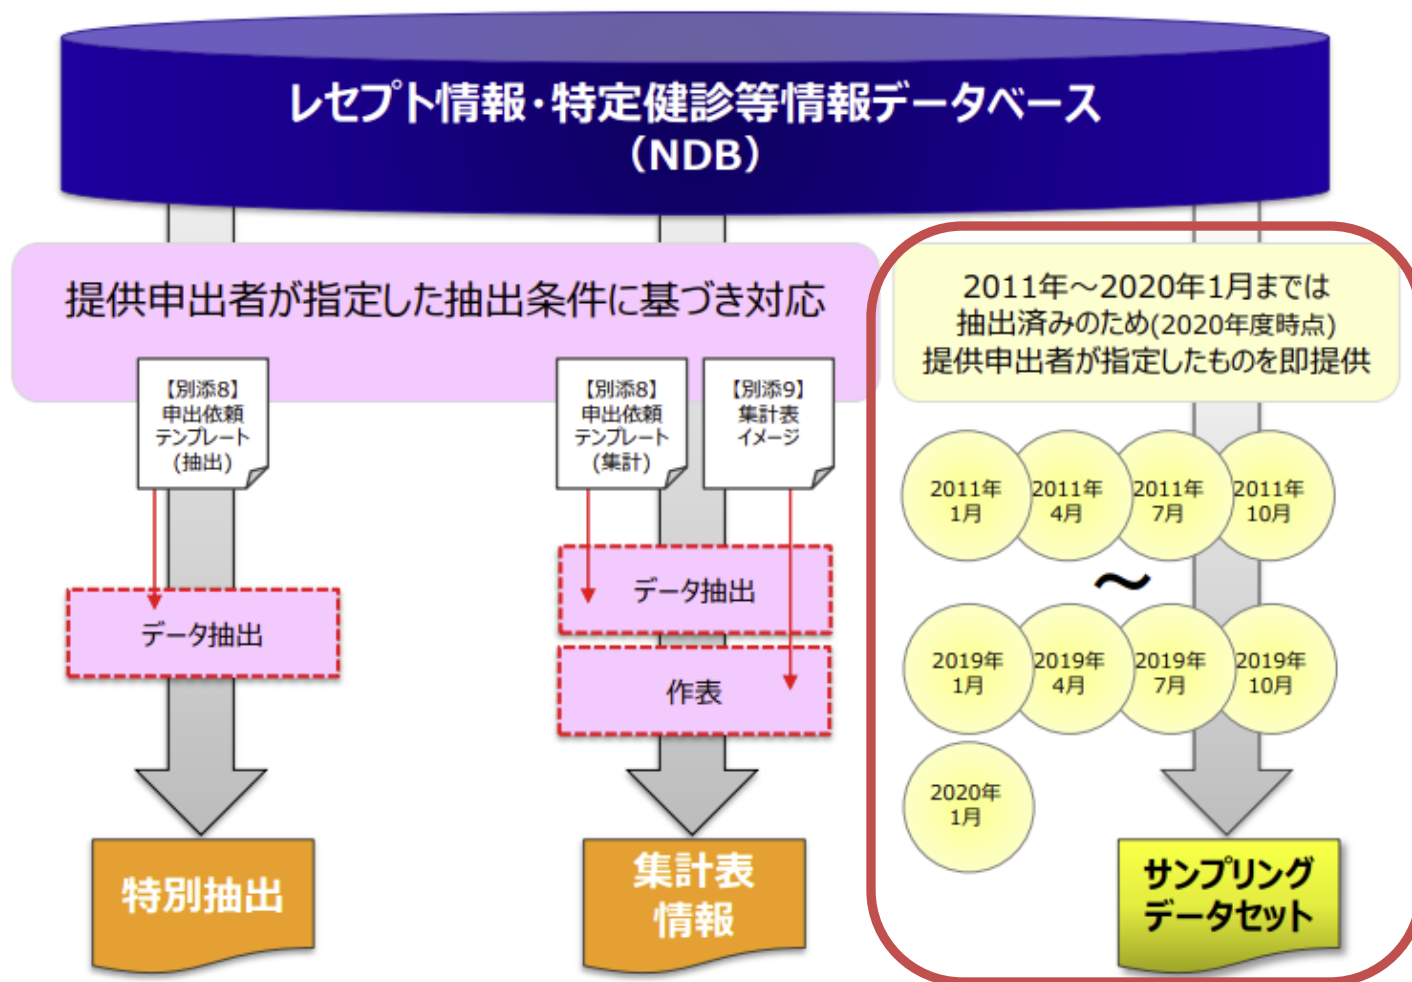 レセプト情報・特定健診等情報データベース
（NDB）
提供申出者が指定した抽出条件に基づき対応
【別添8】
申出依頼
テンプレート
(抽出)
データ抽出
特別抽出
【別添8】
申出依頼
テンプレート
(集計)
【別添9】
集計表
イメージ
データ抽出
作表
集計表
情報
2011年～2020年1月までは
抽出済みのため(2020年度時点)
提供申出者が指定したものを即提供
2011年
1月
2011年
4月
2011年
7月
2011年
10月
～
2019年
1月
2019年
4月
2019年
7月
2019年
10月
2020年
1月
サンプリング
データセット